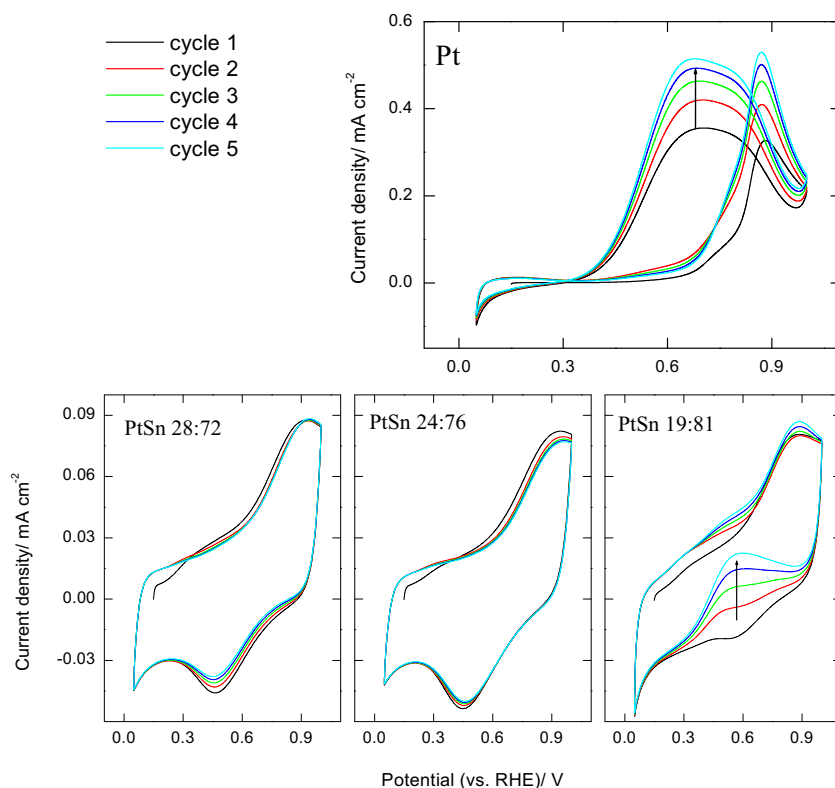 cycle 1
cycle 2
cycle 3
cycle 4
cycle 5
Pt
Current density/ mA cm-2
0.6
0.4
0.2
0.0
0.0 0.3 0.6 0.9
PtSn 28:72
PtSn 24:76
PtSn 19:81
Current density/ mA cm-2
0.09
0.06
0.03
0.00
-0.03
0.0 0.3 0.6 0.9
0.0 0.3 0.6 0.9
0.0 0.3 0.6 0.9
Potential (vs. RHE)/ V